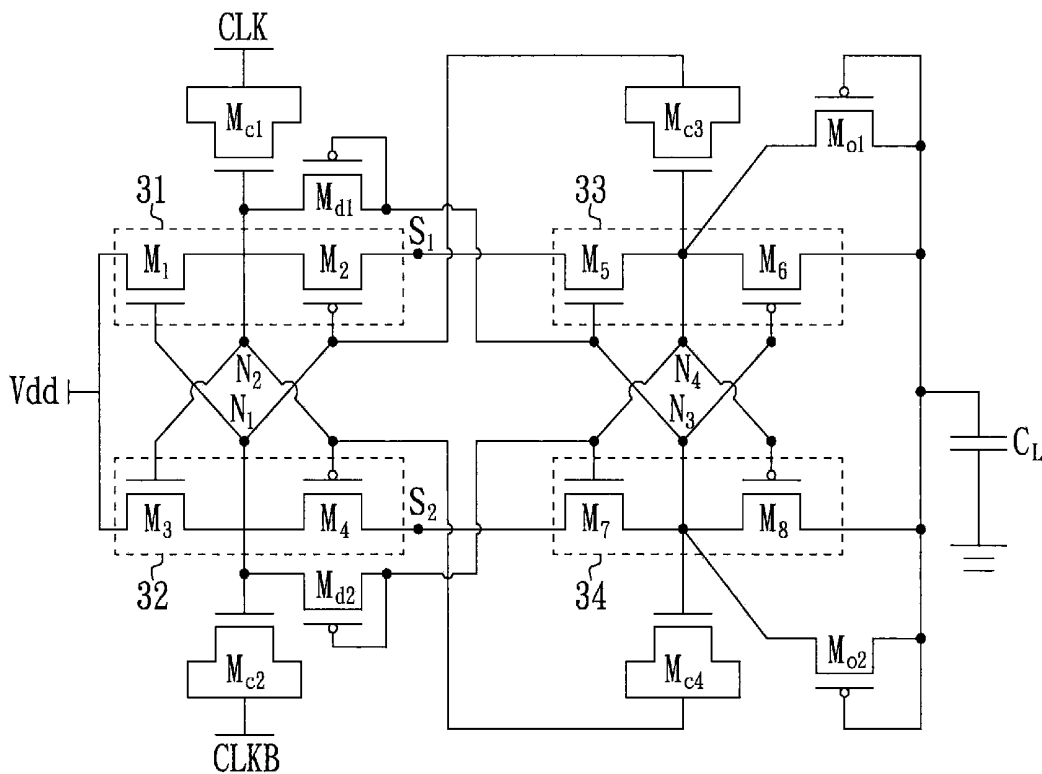 CLK
M_c1
M_c3
M_o1
31
M_d1
33
S_1
M_1
M_2
M_5
M_6
N_2
N_4
Vdd
N_1
N_3
C_L
S_2
M_3
M_4
M_7
M_8
32
M_d2
34
M_o2
M_c2
M_c4
CLKB